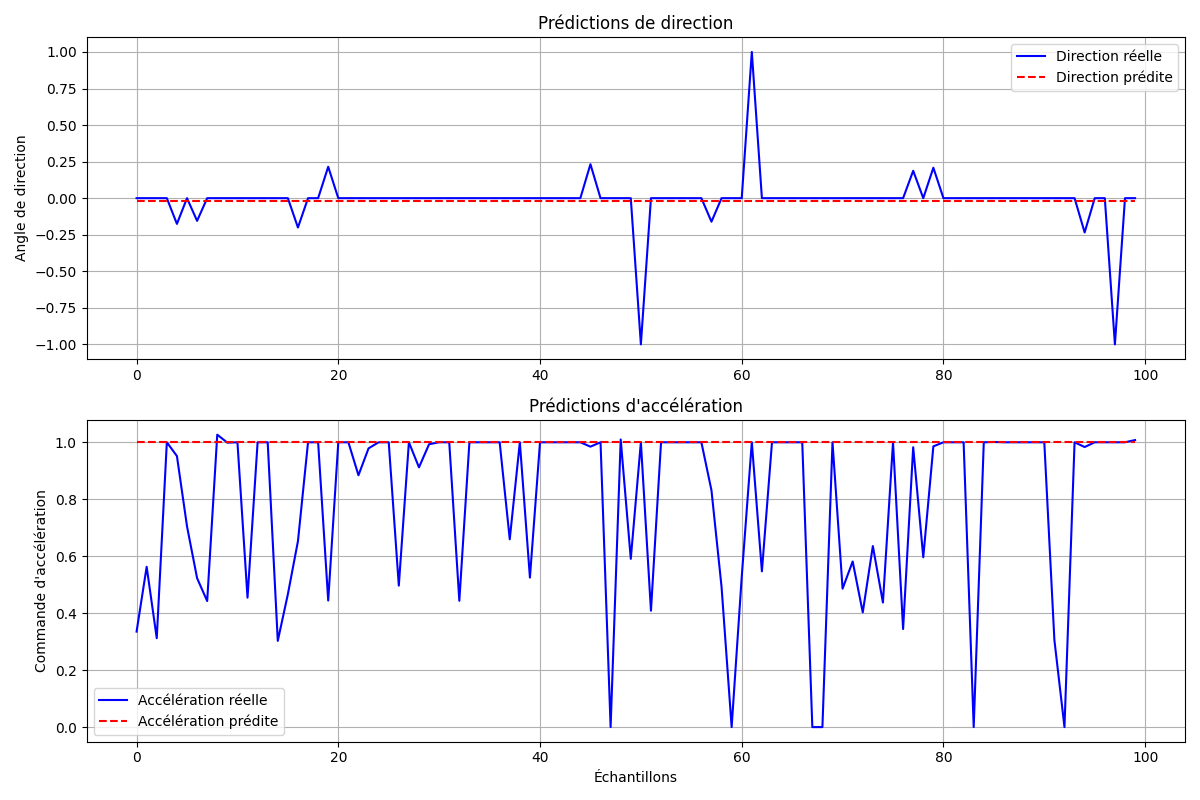 Prédictions de direction
1.00
0.75
0.50
0.25
0.00
−0.25
−0.50
−0.75
−1.00
Angle de direction
Direction réelle
Direction prédite
0 20 40 60 80 100
Prédictions d'accélération
1.0
0.8
0.6
0.4
0.2
0.0
Commande d'accélération
Accélération réelle
Accélération prédite
0 20 40 60 80 100
Échantillons